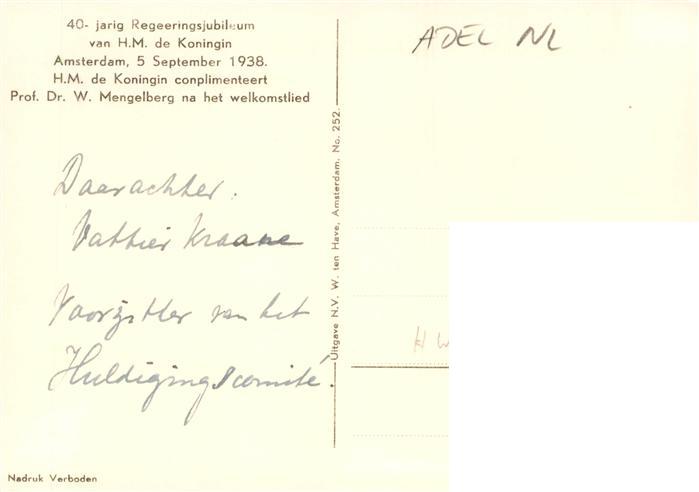 40- jarig Regeeringsjubileum
van H.M. de Koningin
Amsterdam, 5 September 1938.
H.M. de Koningin conplimenteert
Prof. Dr. W. Mengelberg na het welkomstlied
ADEL NL
Daarachter.
Vattier Kraane
Voorzitter van het
Huldigingscomité.
Uitgave N.V. W. ten Have, Amsterdam. No. 252.
Nadruk Verboden